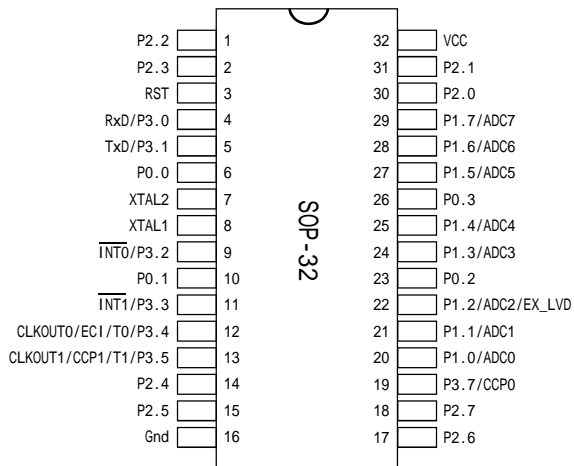 P2.2 1 32 VCC
P2.3 2 31 P2.1
RST 3 30 P2.0
RxD/P3.0 4 29 P1.7/ADC7
TxD/P3.1 5 28 P1.6/ADC6
P0.0 6 27 P1.5/ADC5
XTAL2 7 26 P0.3
XTAL1 8 25 P1.4/ADC4
INT0/P3.2 9 24 P1.3/ADC3
P0.1 10 23 P0.2
INT1/P3.3 11 22 P1.2/ADC2/EX_LVD
CLKOUT0/ECI/T0/P3.4 12 21 P1.1/ADC1
CLKOUT1/CCP1/T1/P3.5 13 20 P1.0/ADC0
P2.4 14 19 P3.7/CCP0
P2.5 15 18 P2.7
Gnd 16 17 P2.6
SOP-32